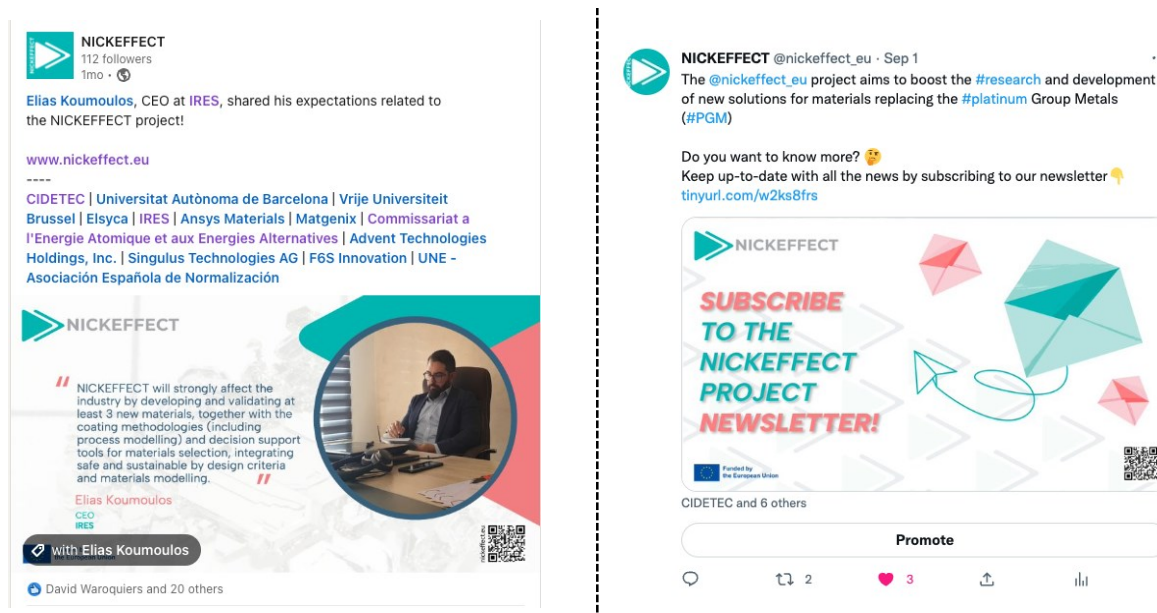 NICKEFFECT
112 followers
1mo •
Elias Koumoulos, CEO at IRES, shared his expectations related to
the NICKEFFECT project!
www.nickeffect.eu
----
CIDETEC | Universitat Autònoma de Barcelona | Vrije Universiteit
Brussel | Elsyca | IRES | Ansys Materials | Matgenix | Commissariat a
l'Energie Atomique et aux Energies Alternatives | Advent Technologies
Holdings, Inc. | Singulus Technologies AG | F6S Innovation | UNE -
Asociación Española de Normalización
NICKEFFECT
" NICKEFFECT will strongly affect the
industry by developing and validating at
least 3 new materials, together with the
coating methodologies (including
process modelling) and decision support
tools for materials selection, integrating
safe and sustainable by design criteria
and materials modelling. "
Elias Koumoulos
CEO
IRES
with Elias Koumoulos
the European Union
nickeffect.eu
David Waroquiers and 20 others
NICKEFFECT @nickeffect_eu · Sep 1
The @nickeffect_eu project aims to boost the #research and development
of new solutions for materials replacing the #platinum Group Metals
(#PGM)
Do you want to know more? 🤔
Keep up-to-date with all the news by subscribing to our newsletter👇
tinyurl.com/w2ks8frs
NICKEFFECT
SUBSCRIBE
TO THE
NICKEFFECT
PROJECT
NEWSLETTER!
Funded by
the European Union
CIDETEC and 6 others
Promote
2
3